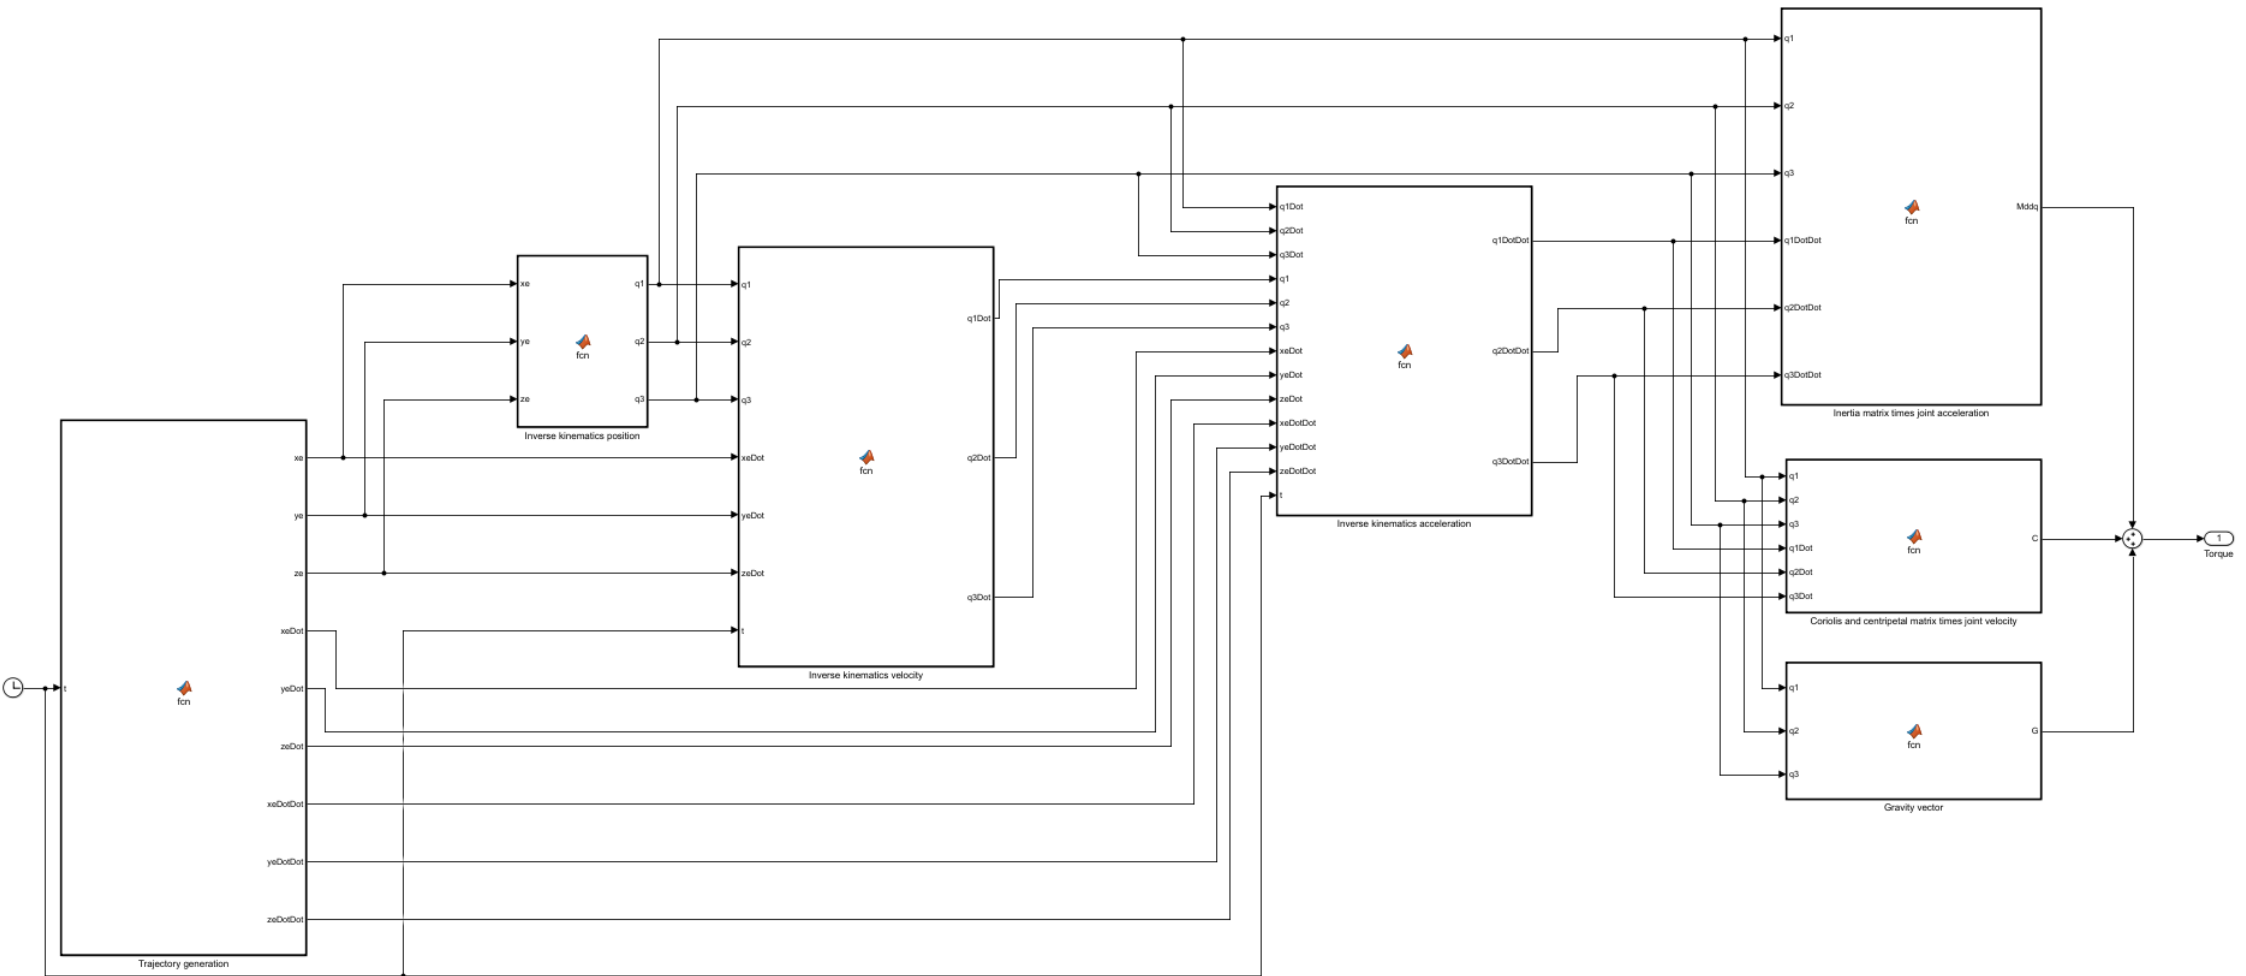 t
fcn
xe
ye
ze
xeDot
yeDot
zeDot
xeDotDot
yeDotDot
zeDotDot
Trajectory generation
xe
ye
ze
fcn
q1
q2
q3
Inverse kinematics position
q1
q2
q3
xeDot
yeDot
zeDot
t
fcn
q1Dot
q2Dot
q3Dot
Inverse kinematics velocity
q1Dot
q2Dot
q3Dot
q1
q2
q3
xeDot
yeDot
zeDot
xeDotDot
yeDotDot
zeDotDot
t
fcn
q1DotDot
q2DotDot
q3DotDot
Inverse kinematics acceleration
q1
q2
q3
q1DotDot
q2DotDot
q3DotDot
fcn
Mddq
Inertia matrix times joint acceleration
q1
q2
q3
q1Dot
q2Dot
q3Dot
fcn
C
Coriolis and centripetal matrix times joint velocity
q1
q2
q3
fcn
G
Gravity vector
1
Torque